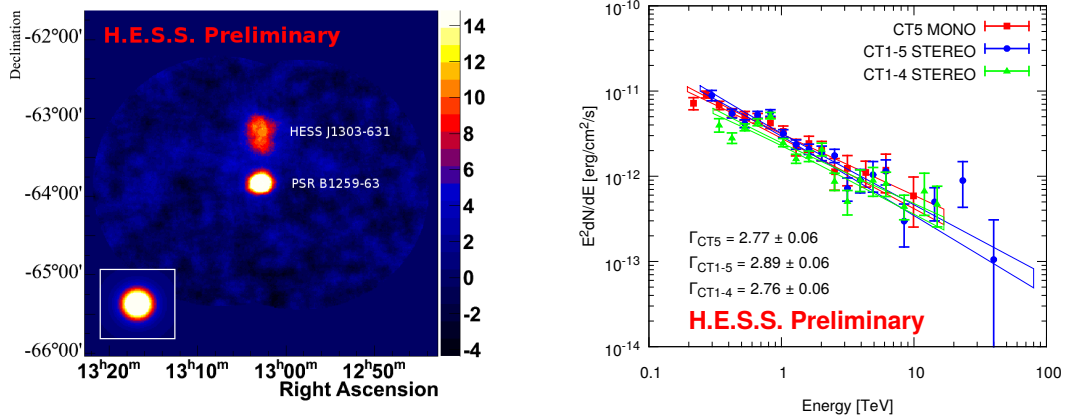 H.E.S.S. Preliminary
Declination
-62°00'
-63°00'
-64°00'
-65°00'
-66°00'
HESS J1303-631
PSR B1259-63
14
12
10
8
6
4
2
0
-2
-4
13h20m 13h10m 13h00m 12h50m
Right Ascension
10-10
10-11
10-12
10-13
10-14
E2dN/dE [erg/cm2/s]
CT5 MONO
CT1-5 STEREO
CT1-4 STEREO
ΓCT5 = 2.77 ± 0.06
ΓCT1-5 = 2.89 ± 0.06
ΓCT1-4 = 2.76 ± 0.06
H.E.S.S. Preliminary
0.1 1 10 100
Energy [TeV]